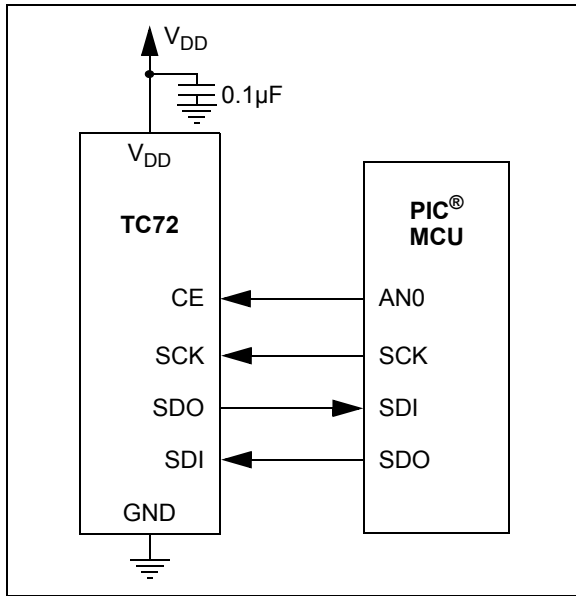 VDD
0.1µF
VDD
TC72
PIC®
MCU
CE
AN0
SCK
SCK
SDO
SDI
SDI
SDO
GND